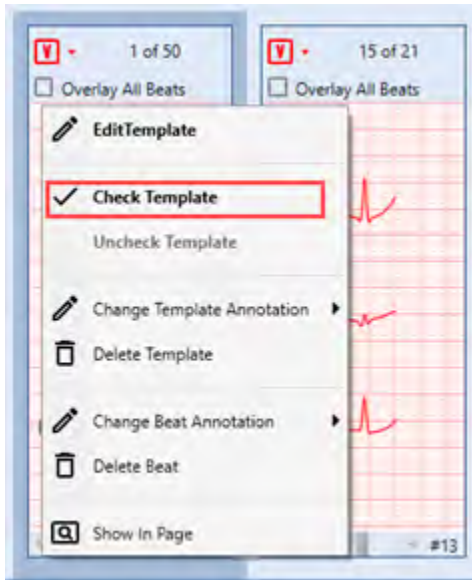 V 1 of 50
Overlay All Beats
V 15 of 21
Overlay All Beats
EditTemplate
Check Template
Uncheck Template
Change Template Annotation
Delete Template
Change Beat Annotation
Delete Beat
Show In Page
#13